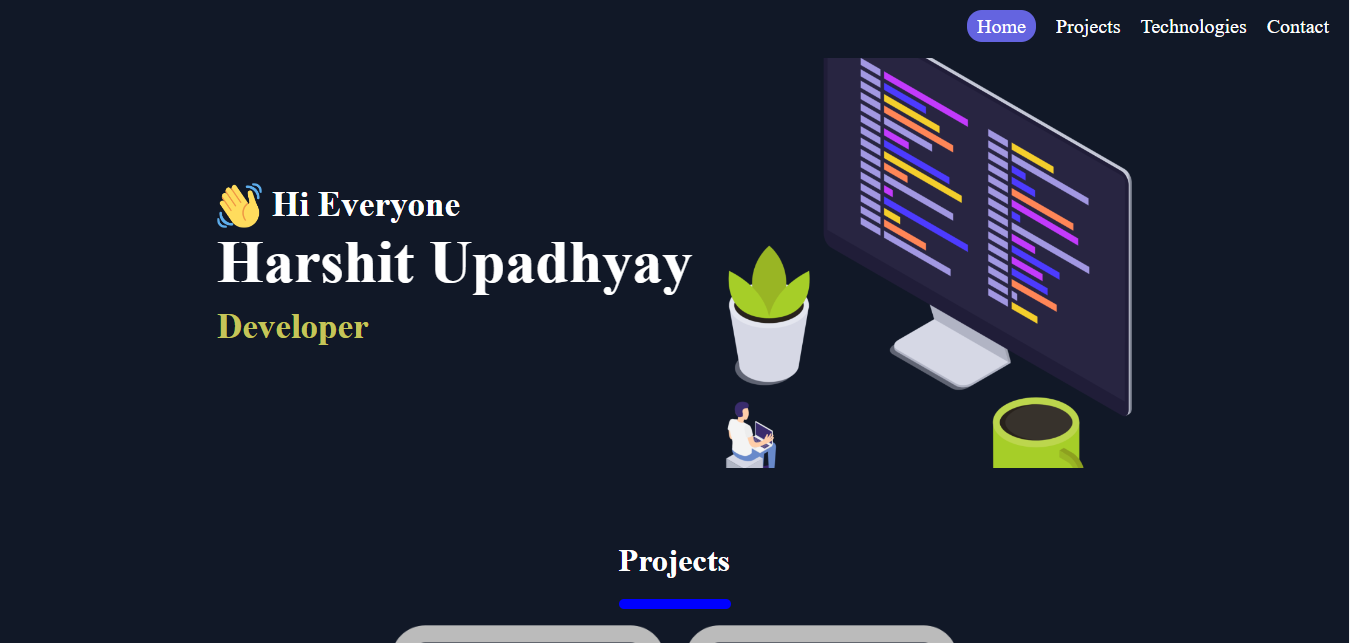 Home Projects Technologies Contact
👋 Hi Everyone
Harshit Upadhyay
Developer
Projects